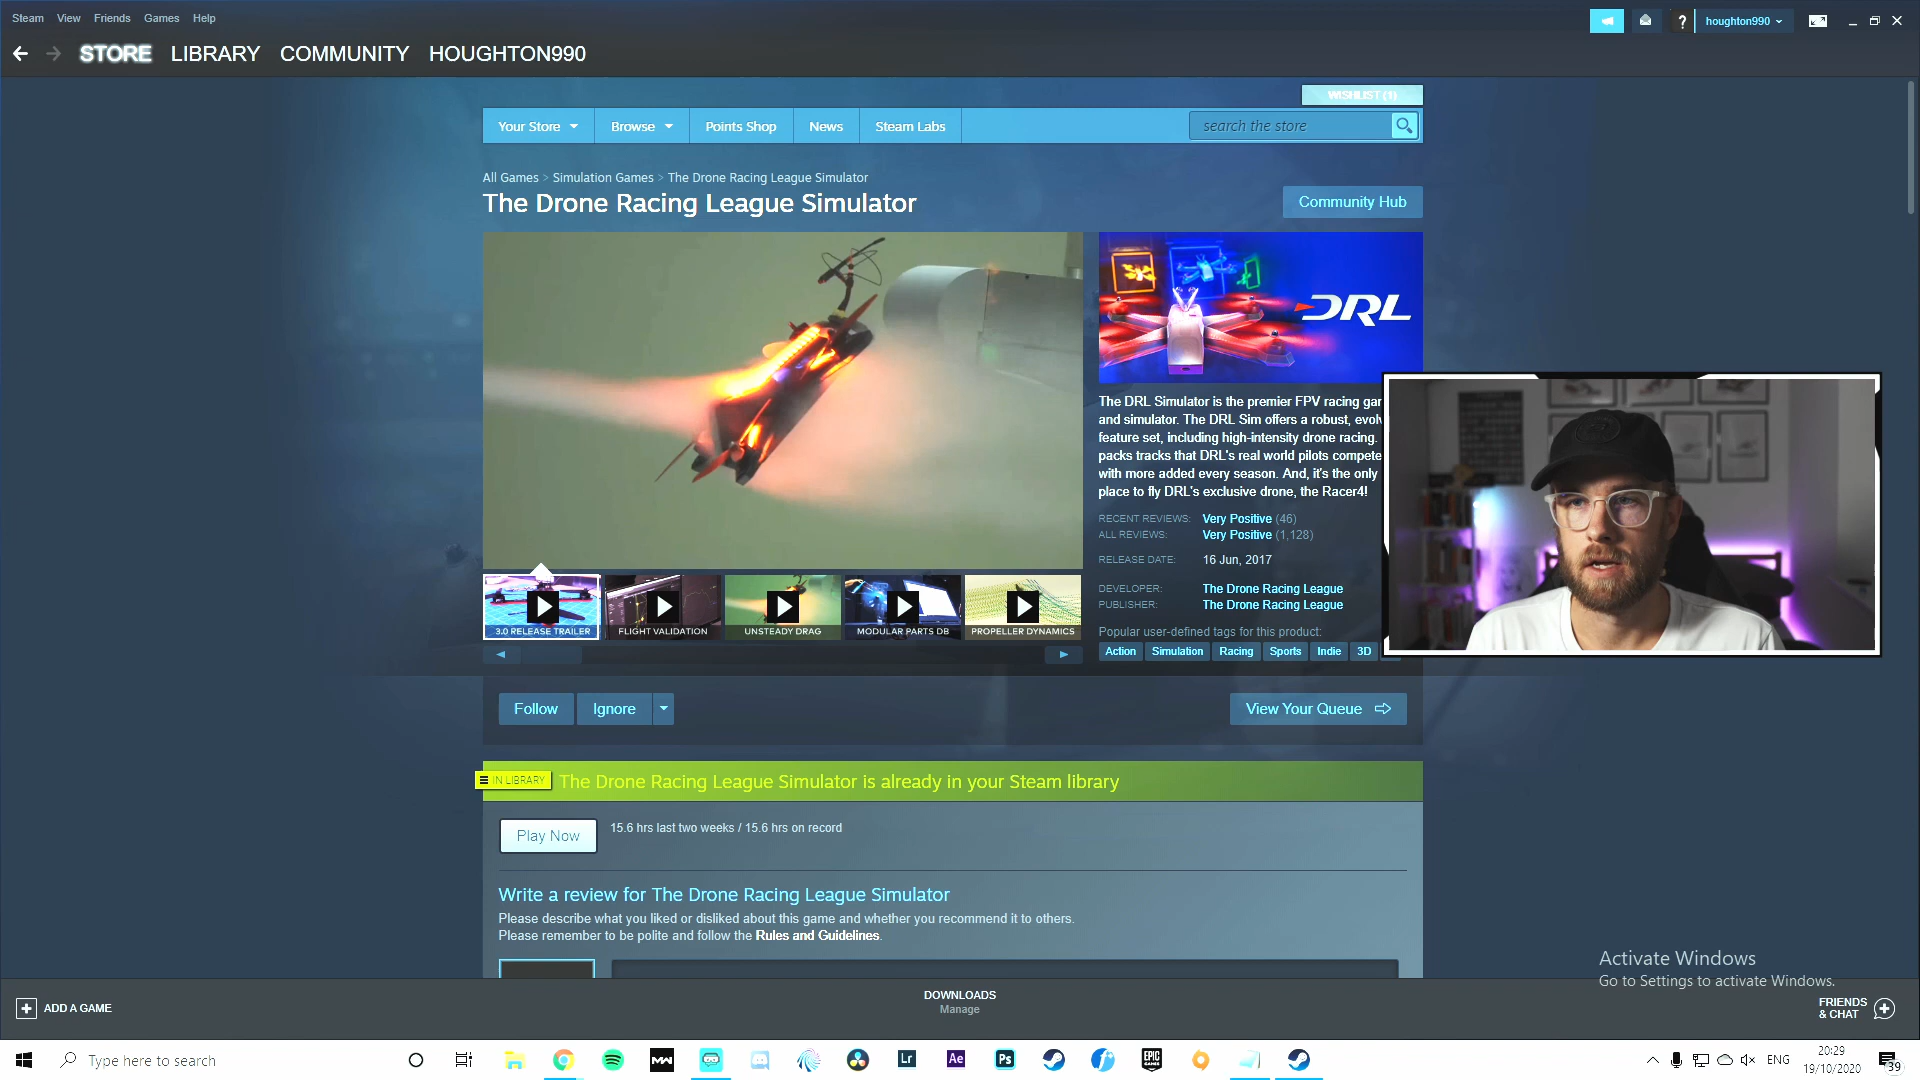 Steam View Friends Games Help
houghton990
STORE LIBRARY COMMUNITY HOUGHTON990
WISHLIST (1)
Your Store Browse Points Shop News Steam Labs
search the store
All Games > Simulation Games > The Drone Racing League Simulator
The Drone Racing League Simulator
Community Hub
DRL
The DRL Simulator is the premier FPV racing
and simulator. The DRL Sim offers a robust,
feature set, including high-intensity drone racing.
packs tracks that DRL's real world pilots compete
with more added every season. And, it's the only
place to fly DRL's exclusive drone, the Racer4!
RECENT REVIEWS: Very Positive (46)
ALL REVIEWS: Very Positive (1,128)
RELEASE DATE: 16 Jun, 2017
DEVELOPER: The Drone Racing League
PUBLISHER: The Drone Racing League
Popular user-defined tags for this product:
Action Simulation Racing Sports Indie 3D
3.0 RELEASE TRAILER
FLIGHT VALIDATION
UNSTEADY DRAG
MODULAR PARTS DB
PROPELLER DYNAMICS
Follow Ignore
View Your Queue
IN LIBRARY The Drone Racing League Simulator is already in your Steam library
Play Now 15.6 hrs last two weeks / 15.6 hrs on record
Write a review for The Drone Racing League Simulator
Please describe what you liked or disliked about this game and whether you recommend it to others.
Please remember to be polite and follow the Rules and Guidelines.
Activate Windows
Go to Settings to activate Windows.
ADD A GAME
DOWNLOADS
Manage
FRIENDS
& CHAT
Type here to search
Lr Ae Ps
EPIC
GAMES
ENG
20:29
19/10/2020
39